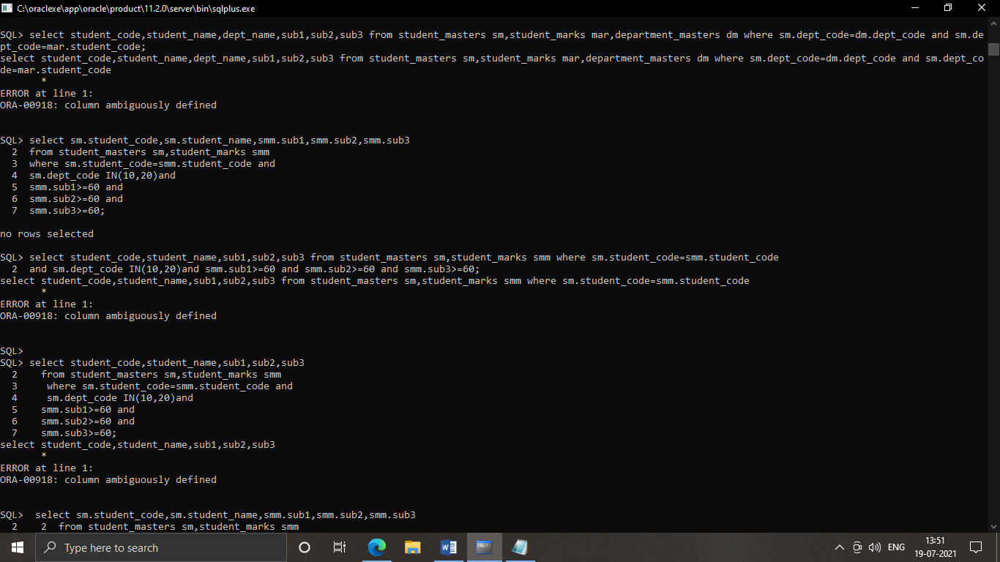 C:\oraclexe\app\oracle\product\11.2.0\server\bin\sqlplus.exe
SQL> select student_code,student_name,dept_name,sub1,sub2,sub3 from student_masters sm,student_marks mar,department_masters dm where sm.dept_code=dm.dept_code and sm.de
pt_code=mar.student_code;
select student_code,student_name,dept_name,sub1,sub2,sub3 from student_masters sm,student_marks mar,department_masters dm where sm.dept_code=dm.dept_code and sm.dept_co
de=mar.student_code
*
ERROR at line 1:
ORA-00918: column ambiguously defined
SQL> select sm.student_code,sm.student_name,smm.sub1,smm.sub2,smm.sub3
2 from student_masters sm,student_marks smm
3 where sm.student_code=smm.student_code and
4 sm.dept_code IN(10,20)and
5 smm.sub1>=60 and
6 smm.sub2>=60 and
7 smm.sub3>=60;
no rows selected
SQL> select student_code,student_name,sub1,sub2,sub3 from student_masters sm,student_marks smm where sm.student_code=smm.student_code
2 and sm.dept_code IN(10,20)and smm.sub1>=60 and smm.sub2>=60 and smm.sub3>=60;
select student_code,student_name,sub1,sub2,sub3 from student_masters sm,student_marks smm where sm.student_code=smm.student_code
*
ERROR at line 1:
ORA-00918: column ambiguously defined
SQL>
SQL> select student_code,student_name,sub1,sub2,sub3
2 from student_masters sm,student_marks smm
3 where sm.student_code=smm.student_code and
4 sm.dept_code IN(10,20)and
5 smm.sub1>=60 and
6 smm.sub2>=60 and
7 smm.sub3>=60;
select student_code,student_name,sub1,sub2,sub3
*
ERROR at line 1:
ORA-00918: column ambiguously defined
SQL> select sm.student_code,sm.student_name,smm.sub1,smm.sub2,smm.sub3
2 2 from student_masters sm,student_marks smm
Type here to search
ENG
13:51
19-07-2021